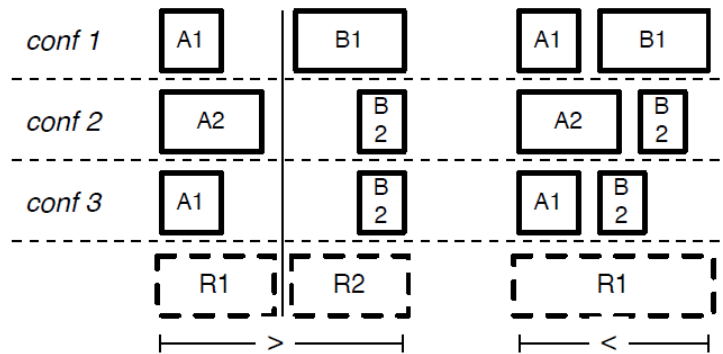 conf 1 A1 B1 A1 B1
conf 2 A2 B 2 A2 B 2
conf 3 A1 B 2 A1 B 2
R1 R2 R1
> <